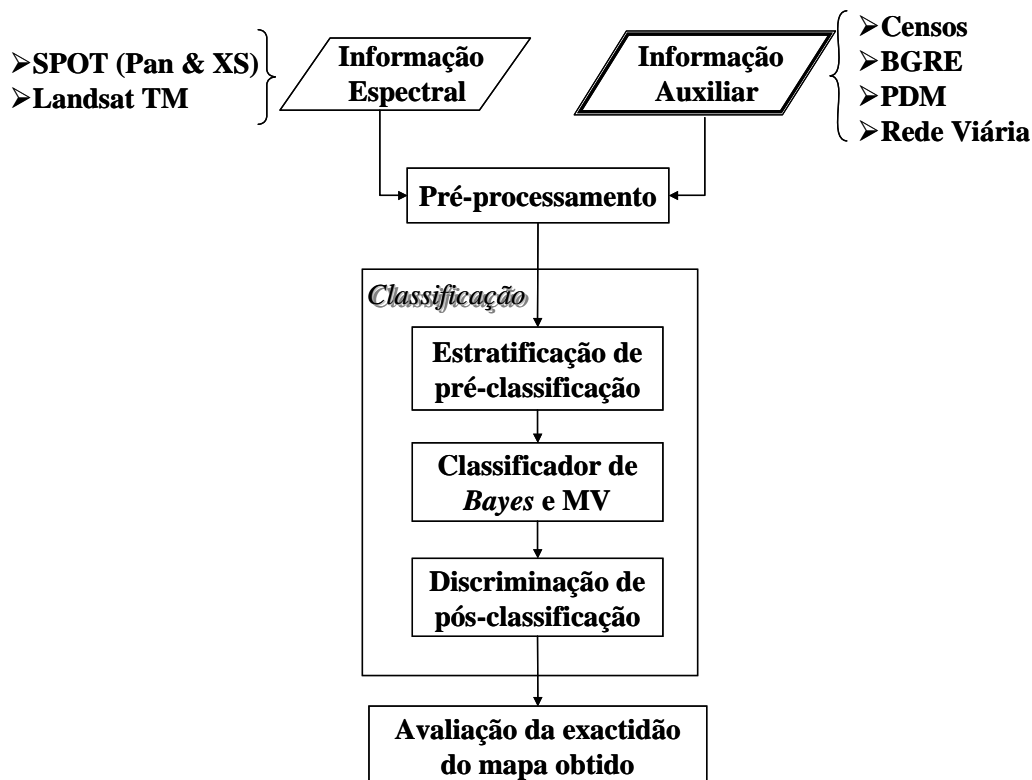 ➢SPOT (Pan & XS)
➢Landsat TM
Informação
Espectral
Informação
Auxiliar
➢Censos
➢BGRE
➢PDM
➢Rede Viária
Pré-processamento
Classificação
Estratificação de
pré-classificação
Classificador de
Bayes e MV
Discriminação de
pós-classificação
Avaliação da exactidão
do mapa obtido